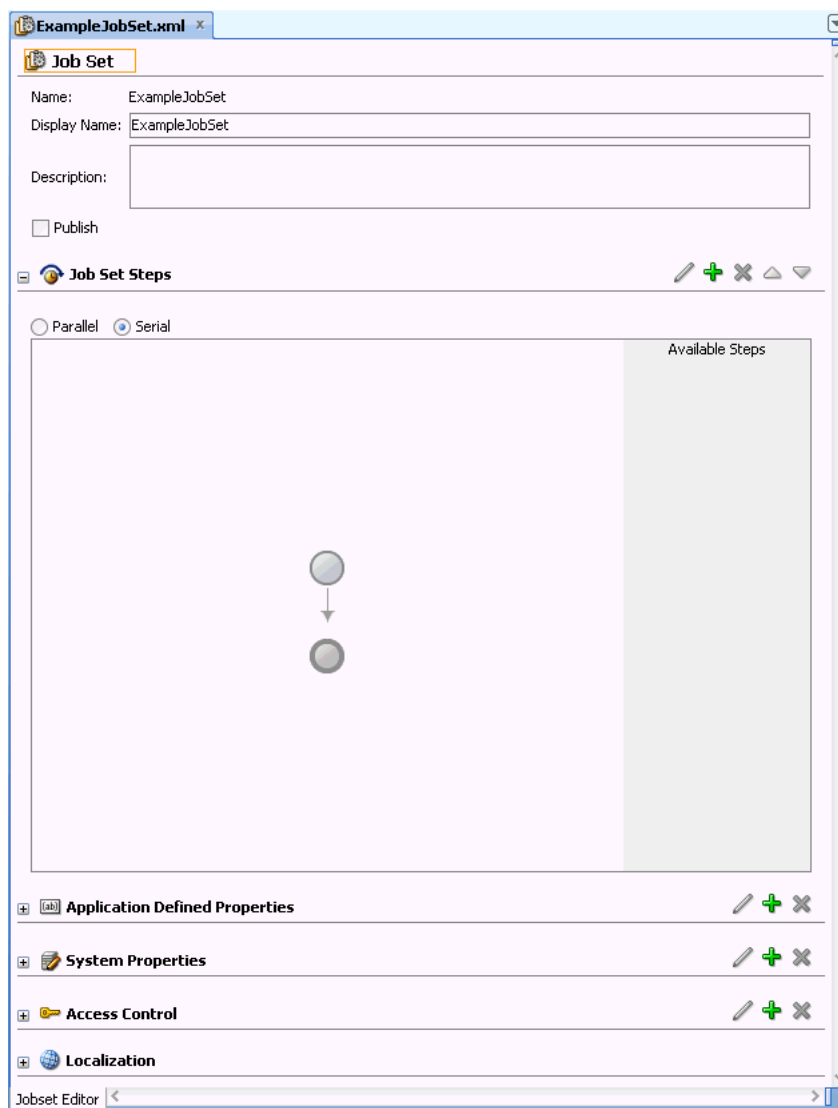 ExampleJobSet.xml
Job Set
Name: ExampleJobSet
Display Name: ExampleJobSet
Description:
Publish
Job Set Steps
Parallel Serial
Available Steps
(ab) Application Defined Properties
System Properties
Access Control
Localization
Jobset Editor